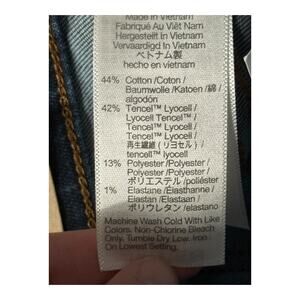 Made in Vietnam
Fabriqué Au Viêt Nam
Hergestellt in Vietnam
Vervaardigd in Vietnam
ベトナム製
hecho en vietnam
44% Cotton /Coton /
Baumwolle /Katoen /綿 /
algodón
42% Tencel™ Lyocell /
Lyocell Tencel™ /
Tencel™ Lyocell /
Tencel™ Lyocell /
再生繊維 (リヨセル) /
tencel™ lyocell
13% Polyester /Polyester /
Polyester /Polyester /
ポリエステル /poliéster
1% Elastane /Élasthanne /
Elastan /Elastaan /
ポリウレタン /elastano
Machine Wash Cold With Like
Colors. Non-Chlorine Bleach
Only. Tumble Dry Low. Iron
On Lowest Setting.